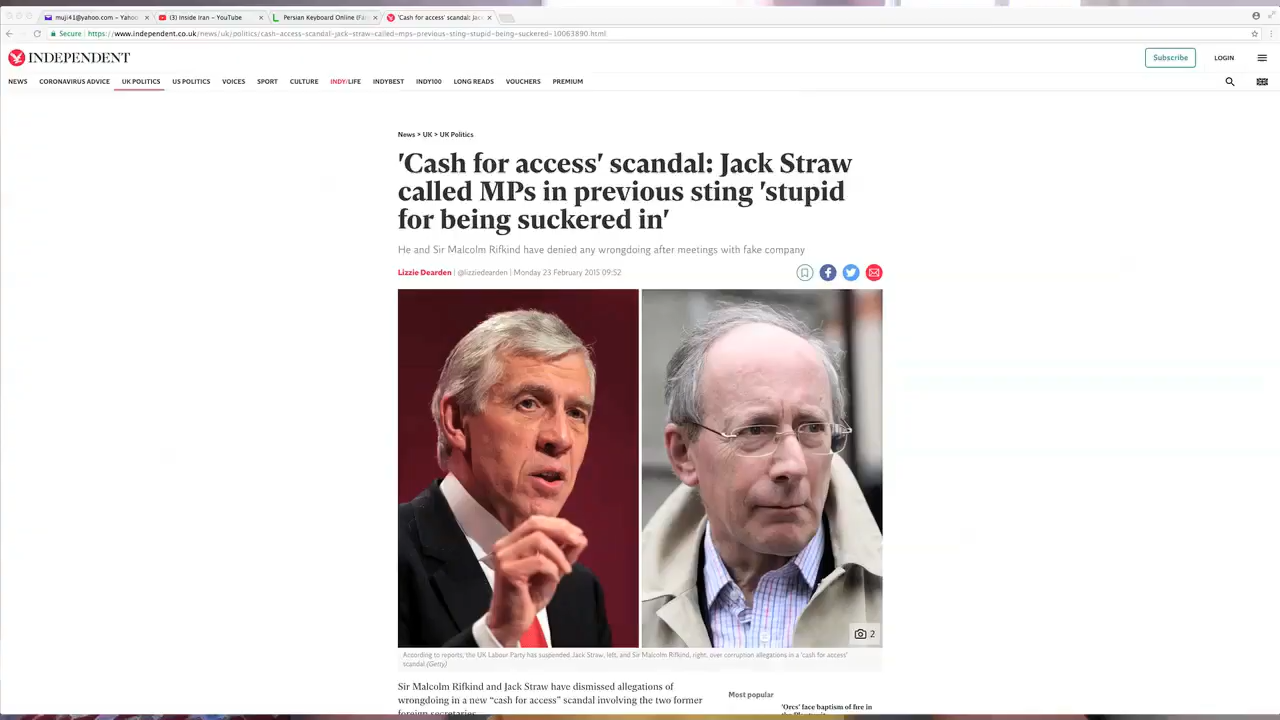 muji41@yahoo.com – Yahoo
(3) Inside Iran – YouTube
Persian Keyboard Online (Fa
'Cash for access' scandal: Jac
Secure
https://www.independent.co.uk/news/uk/politics/cash-access-scandal-jack-straw-called-mps-previous-sting-stupid-being-suckered-10063890.html
INDEPENDENT
Subscribe
LOGIN
NEWS CORONAVIRUS ADVICE UK POLITICS US POLITICS VOICES SPORT CULTURE INDY/LIFE INDYBEST INDY100 LONG READS VOUCHERS PREMIUM
News > UK > UK Politics
'Cash for access' scandal: Jack Straw
called MPs in previous sting 'stupid
for being suckered in'
He and Sir Malcolm Rifkind have denied any wrongdoing after meetings with fake company
Lizzie Dearden | @lizziedearden | Monday 23 February 2015 09:52
2
According to reports, the UK Labour Party has suspended Jack Straw, left, and Sir Malcolm Rifkind, right, over corruption allegations in a 'cash for access'
scandal (Getty)
Sir Malcolm Rifkind and Jack Straw have dismissed allegations of
wrongdoing in a new “cash for access” scandal involving the two former
foreign secretaries
Most popular
'Orcs' face baptism of fire in